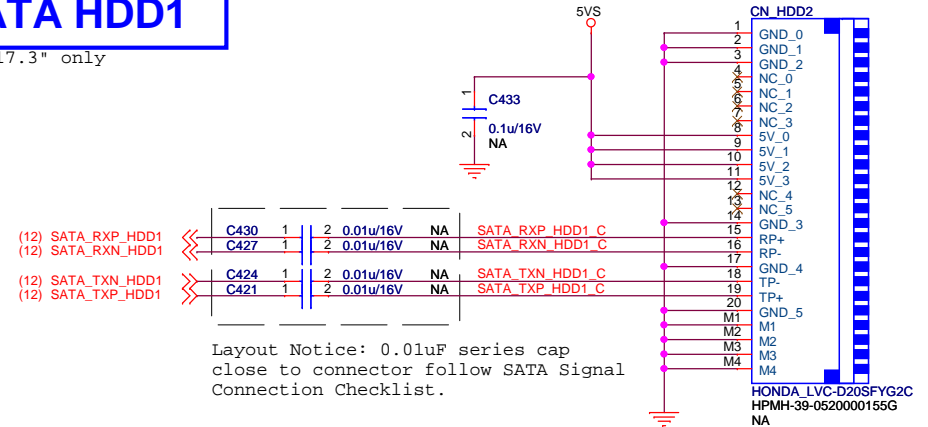 ATA HDD1
17.3" only
5VS
CN_HDD2
1 GND_0
2 GND_1
3 GND_2
4 NC_0
5 NC_1
6 NC_2
7 NC_3
8 5V_0
9 5V_1
10 5V_2
11 5V_3
12 NC_4
13 NC_5
14 GND_3
15 RP+
16 RP-
17 GND_4
18 TP-
19 TP+
20 GND_5
M1 M1
M2 M2
M3 M3
M4 M4
1 C433
2 0.1u/16V
NA
(12) SATA_RXP_HDD1 C430 1 2 0.01u/16V NA SATA_RXP_HDD1_C
(12) SATA_RXN_HDD1 C427 1 2 0.01u/16V NA SATA_RXN_HDD1_C
(12) SATA_TXN_HDD1 C424 1 2 0.01u/16V NA SATA_TXN_HDD1_C
(12) SATA_TXP_HDD1 C421 1 2 0.01u/16V NA SATA_TXP_HDD1_C
Layout Notice: 0.01uF series cap
close to connector follow SATA Signal
Connection Checklist.
HONDA_LVC-D20SFYG2C
HPMH-39-0520000155G
NA